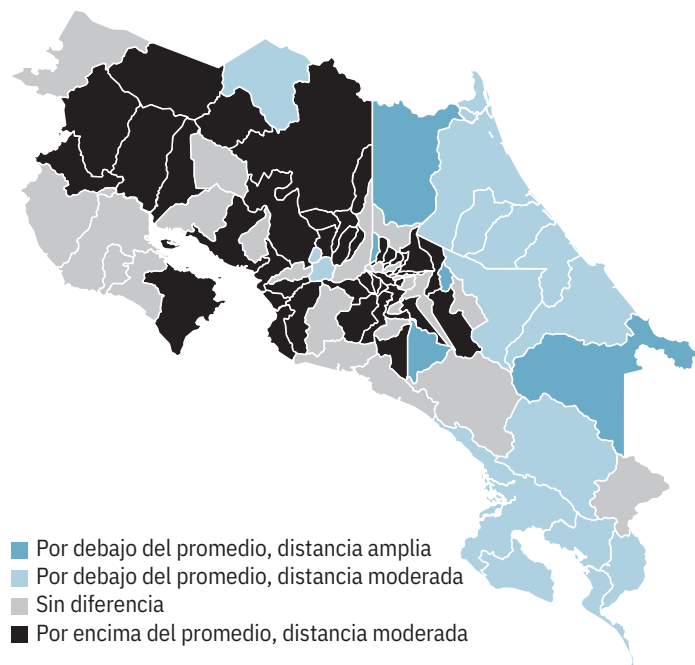 Por debajo del promedio, distancia amplia
Por debajo del promedio, distancia moderada
Sin diferencia
Por encima del promedio, distancia moderada